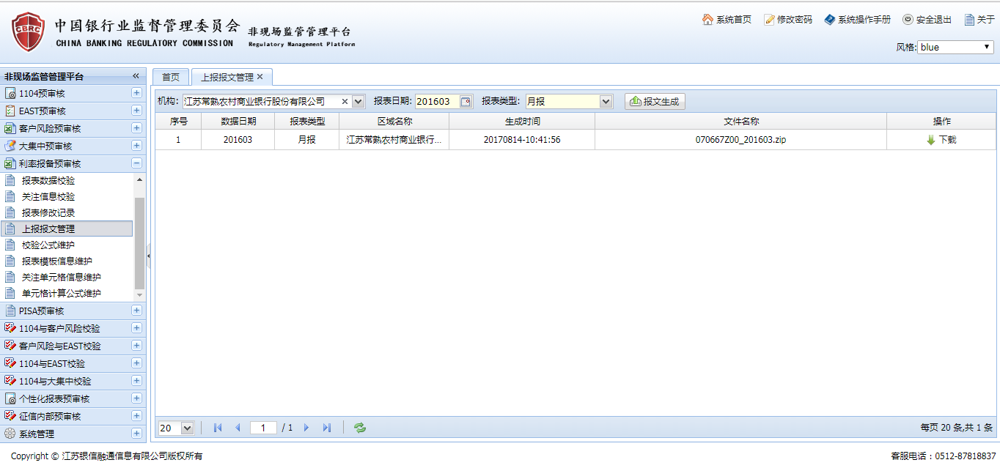 中国银行业监督管理委员会 非现场监管管理平台
CHINA BANKING REGULATORY COMMISSION Regulatory Management Platform
CBRC
系统首页 修改密码 系统操作手册 安全退出 关于
风格: blue
非现场监管管理平台
1104预审核
EAST预审核
客户风险预审核
大集中预审核
利率报备预审核
报表数据校验
关注信息校验
报表修改记录
上报报文管理
校验公式维护
报表模板信息维护
关注单元格信息维护
单元格计算公式维护
PISA预审核
1104与客户风险校验
客户风险与EAST校验
1104与EAST校验
1104与大集中校验
个性化报表预审核
征信内部预审核
系统管理
首页 上报报文管理
机构: 江苏常熟农村商业银行股份有限公司 报表日期: 201603 报表类型: 月报 报文生成
序号 数据日期 报表类型 区域名称 生成时间 文件名称 操作
1 201603 月报 江苏常熟农村商业银行... 20170814-10:41:56 070667Z00_201603.zip 下载
20 1 / 1 每页 20 条,共 1 条
Copyright © 江苏银信融通信息有限公司版权所有 客服电话：0512-87818837